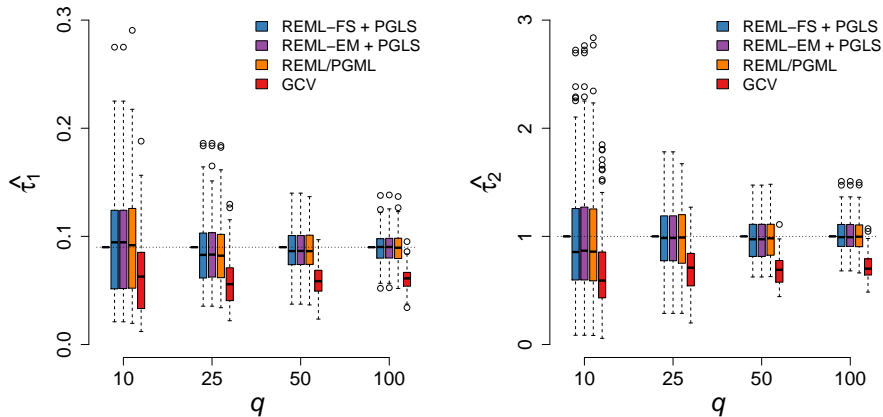 0.3
REML−FS + PGLS
REML−EM + PGLS
REML/PGML
GCV
0.2
τ̂1
0.1
0.0
10
25
50
100
q
3
REML−FS + PGLS
REML−EM + PGLS
REML/PGML
GCV
2
τ̂2
1
0
10
25
50
100
q